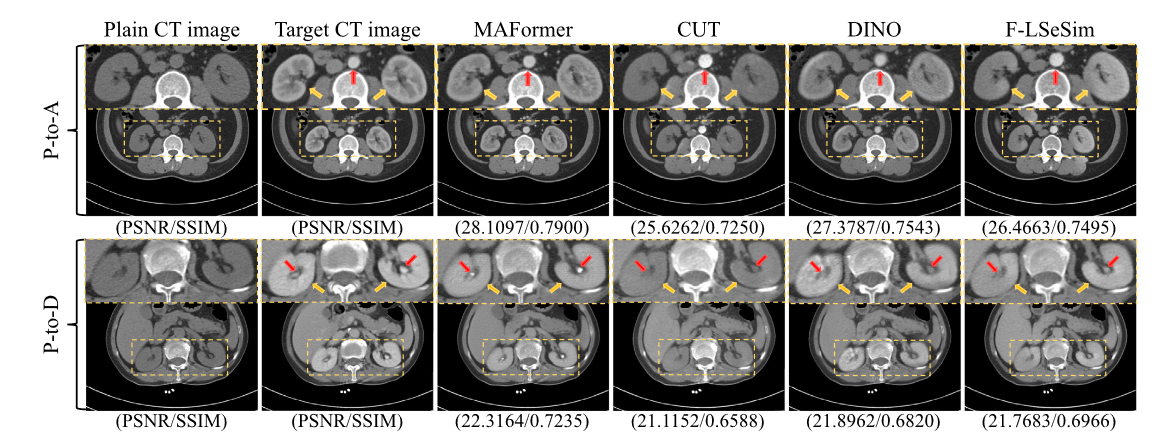 Plain CT image Target CT image MAFormer CUT DINO F-LSeSim
P-to-A
(PSNR/SSIM) (PSNR/SSIM) (28.1097/0.7900) (25.6262/0.7250) (27.3787/0.7543) (26.4663/0.7495)
P-to-D
(PSNR/SSIM) (PSNR/SSIM) (22.3164/0.7235) (21.1152/0.6588) (21.8962/0.6820) (21.7683/0.6966)